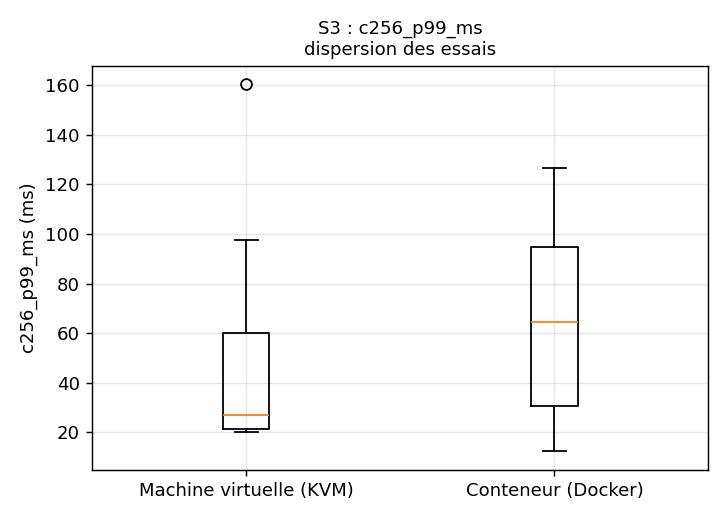 S3 : c256_p99_ms
dispersion des essais
c256_p99_ms (ms)
160
140
120
100
80
60
40
20
Machine virtuelle (KVM)
Conteneur (Docker)